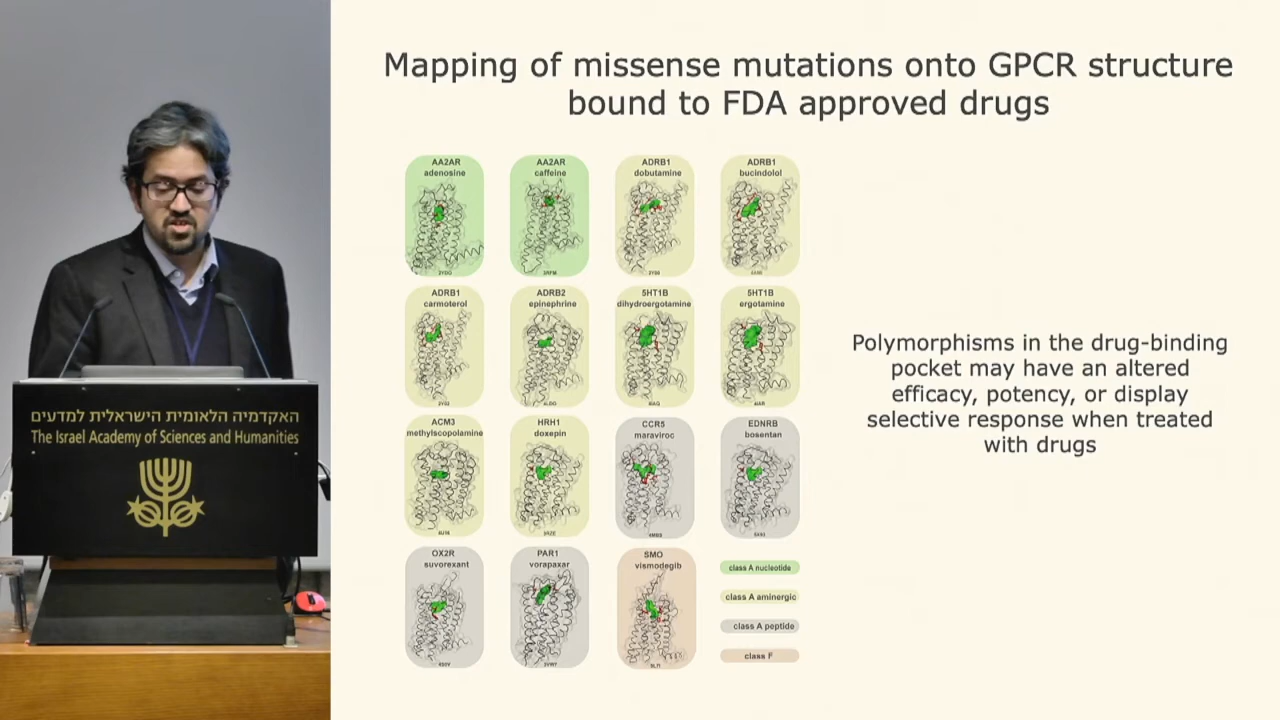 Mapping of missense mutations onto GPCR structure
bound to FDA approved drugs
AA2AR
adenosine
AA2AR
caffeine
ADRB1
dobutamine
ADRB1
bucindolol
ADRB1
carmoterol
ADRB2
epinephrine
5HT1B
dihydroergotamine
5HT1B
ergotamine
ACM3
methylscopolamine
HRH1
doxepin
CCR5
maraviroc
EDNRB
bosentan
OX2R
suvorexant
PAR1
vorapaxar
SMO
vismodegib
class A nucleotide
class A aminergic
class A peptide
class F
Polymorphisms in the drug-binding
pocket may have an altered
efficacy, potency, or display
selective response when treated
with drugs
האקדמיה הלאומית הישראלית למדעים
The Israel Academy of Sciences and Humanities